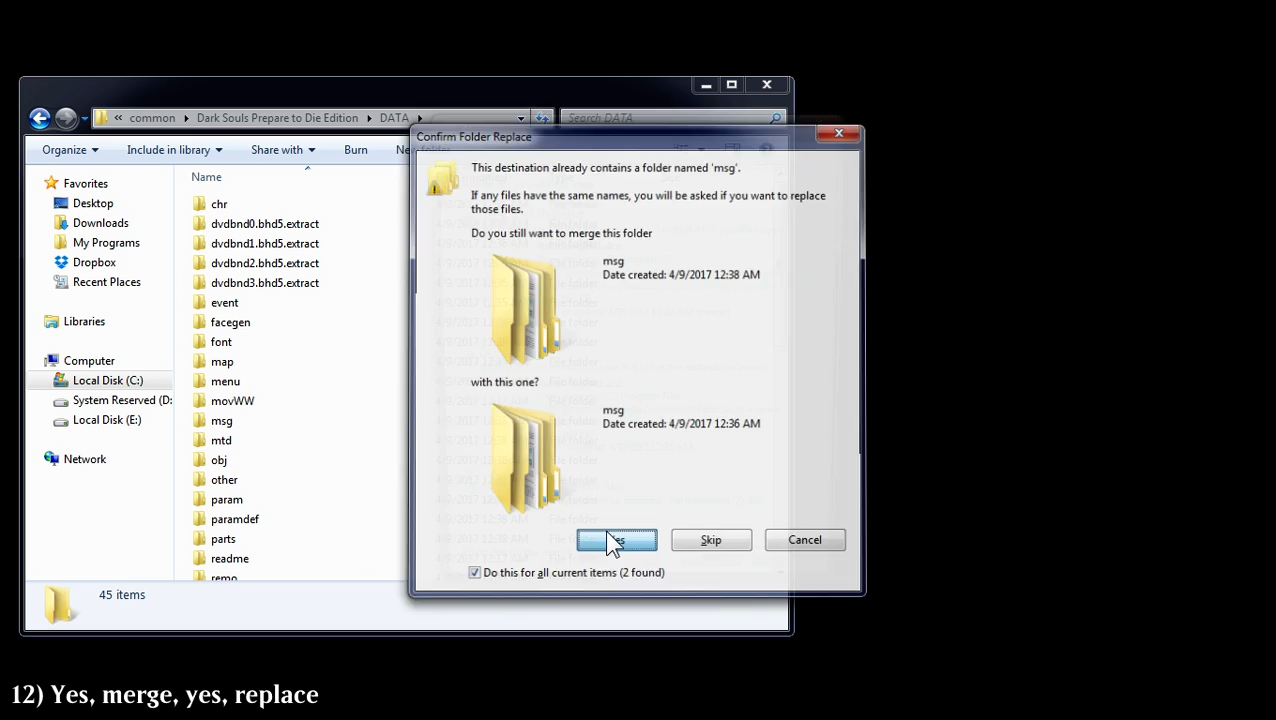 « common ▸ Dark Souls Prepare to Die Edition ▸ DATA ▸
Search DATA
Organize Include in library Share with Burn
Favorites
Desktop
Downloads
My Programs
Dropbox
Recent Places
Libraries
Computer
Local Disk (C:)
System Reserved (D:
Local Disk (E:)
Network
Name
chr
dvdbnd0.bhd5.extract
dvdbnd1.bhd5.extract
dvdbnd2.bhd5.extract
dvdbnd3.bhd5.extract
event
facegen
font
map
menu
movWW
msg
mtd
obj
other
param
paramdef
parts
readme
remo
45 items
Confirm Folder Replace
This destination already contains a folder named 'msg'.
If any files have the same names, you will be asked if you want to replace
those files.
Do you still want to merge this folder
msg
Date created: 4/9/2017 12:38 AM
with this one?
msg
Date created: 4/9/2017 12:36 AM
Skip
Cancel
Do this for all current items (2 found)
12) Yes, merge, yes, replace